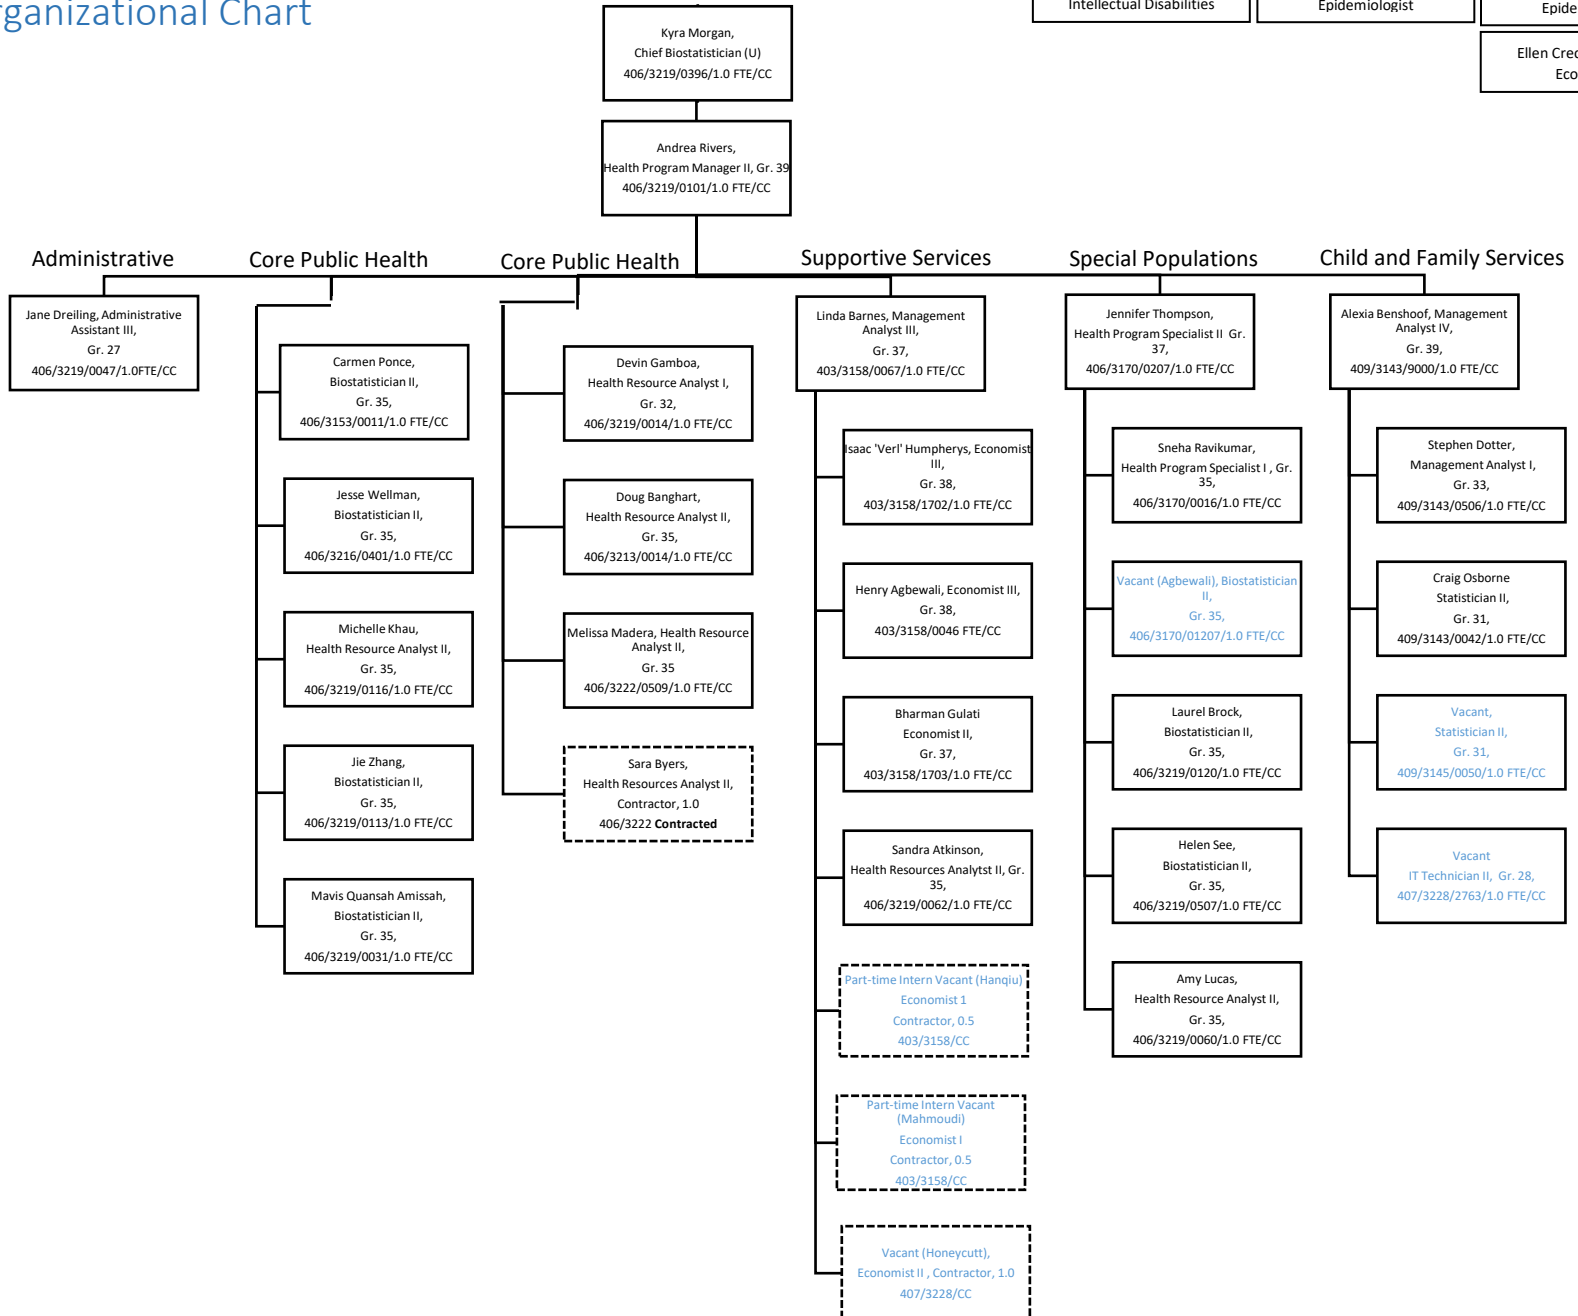 rganizational Chart
Intellectual Disabilities
Epidemiologist
Epide
Ellen Crec
Eco
Kyra Morgan,
Chief Biostatistician (U)
406/3219/0396/1.0 FTE/CC
Andrea Rivers,
Health Program Manager II, Gr. 39
406/3219/0101/1.0 FTE/CC
Administrative
Jane Dreiling, Administrative
Assistant III,
Gr. 27
406/3219/0047/1.0FTE/CC
Core Public Health
Carmen Ponce,
Biostatistician II,
Gr. 35,
406/3153/0011/1.0 FTE/CC
Jesse Wellman,
Biostatistician II,
Gr. 35,
406/3216/0401/1.0 FTE/CC
Michelle Khau,
Health Resource Analyst II,
Gr. 35,
406/3219/0116/1.0 FTE/CC
Jie Zhang,
Biostatistician II,
Gr. 35,
406/3219/0113/1.0 FTE/CC
Mavis Quansah Amissah,
Biostatistician II,
Gr. 35,
406/3219/0031/1.0 FTE/CC
Core Public Health
Devin Gamboa,
Health Resource Analyst I,
Gr. 32,
406/3219/0014/1.0 FTE/CC
Doug Banghart,
Health Resource Analyst II,
Gr. 35,
406/3213/0014/1.0 FTE/CC
Melissa Madera, Health Resource
Analyst II,
Gr. 35
406/3222/0509/1.0 FTE/CC
Sara Byers,
Health Resources Analyst II,
Contractor, 1.0
406/3222 Contracted
Supportive Services
Linda Barnes, Management
Analyst III,
Gr. 37,
403/3158/0067/1.0 FTE/CC
Isaac 'Verl' Humpherys, Economist
III,
Gr. 38,
403/3158/1702/1.0 FTE/CC
Henry Agbewali, Economist III,
Gr. 38,
403/3158/0046 FTE/CC
Bharman Gulati
Economist II,
Gr. 37,
403/3158/1703/1.0 FTE/CC
Sandra Atkinson,
Health Resources Analytst II, Gr.
35,
406/3219/0062/1.0 FTE/CC
Part-time Intern Vacant (Hanqiu)
Economist 1
Contractor, 0.5
403/3158/CC
Part-time Intern Vacant
(Mahmoudi)
Economist I
Contractor, 0.5
403/3158/CC
Vacant (Honeycutt),
Economist II , Contractor, 1.0
407/3228/CC
Special Populations
Jennifer Thompson,
Health Program Specialist II  Gr.
37,
406/3170/0207/1.0 FTE/CC
Sneha Ravikumar,
Health Program Specialist I , Gr.
35,
406/3170/0016/1.0 FTE/CC
Vacant (Agbewali), Biostatistician
II,
Gr. 35,
406/3170/01207/1.0 FTE/CC
Laurel Brock,
Biostatistician II,
Gr. 35,
406/3219/0120/1.0 FTE/CC
Helen See,
Biostatistician II,
Gr. 35,
406/3219/0507/1.0 FTE/CC
Amy Lucas,
Health Resource Analyst II,
Gr. 35,
406/3219/0060/1.0 FTE/CC
Child and Family Services
Alexia Benshoof, Management
Analyst IV,
Gr. 39,
409/3143/9000/1.0 FTE/CC
Stephen Dotter,
Management Analyst I,
Gr. 33,
409/3143/0506/1.0 FTE/CC
Craig Osborne
Statistician II,
Gr. 31,
409/3143/0042/1.0 FTE/CC
Vacant,
Statistician II,
Gr. 31,
409/3145/0050/1.0 FTE/CC
Vacant
IT Technician II,  Gr. 28,
407/3228/2763/1.0 FTE/CC